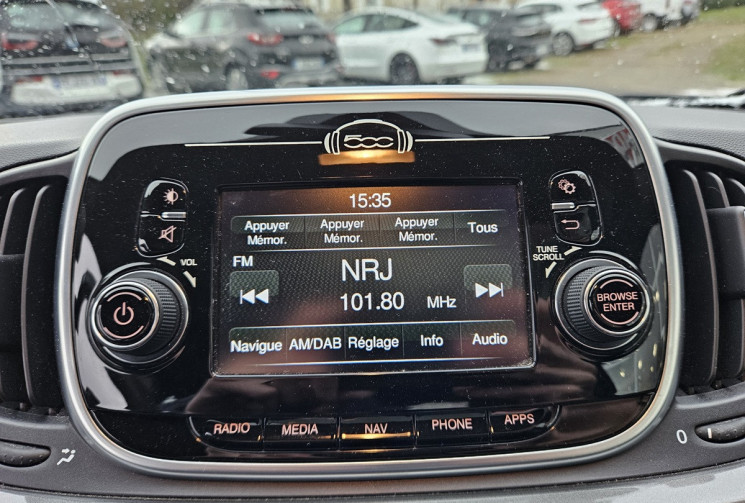 500
15:35
Appuyer Mémor.
Appuyer Mémor.
Appuyer Mémor.
Tous
VOL
TUNE
SCROLL
FM
NRJ
101.80 MHz
BROWSE
ENTER
Navigue AM/DAB Réglage Info Audio
RADIO MEDIA NAV PHONE APPS
0